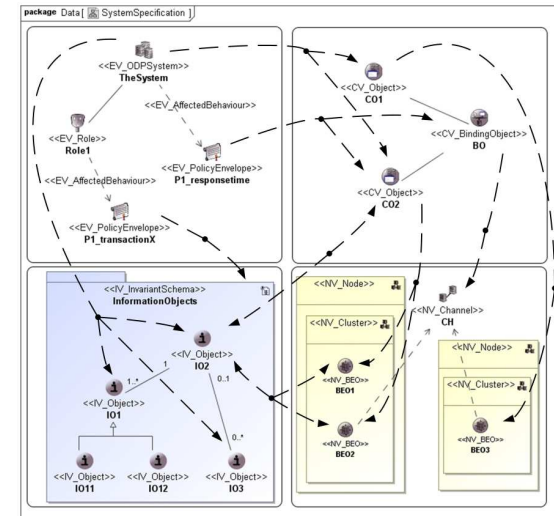 package Data [ SystemSpecification ]
<<EV_ODPSystem>>
TheSystem
<<EV_AffectedBehaviour>>
<<EV_Role>>
Role1
<<EV_PolicyEnvelope>>
P1_responsetime
<<EV_AffectedBehaviour>>
<<EV_PolicyEnvelope>>
P1_transactionX
<<CV_Object>>
CO1
<<CV_BindingObject>>
BO
<<CV_Object>>
CO2
<<IV_InvariantSchema>>
InformationObjects
<<IV_Object>>
IO2
1
1..*
0..1
<<IV_Object>>
IO1
0..*
<<IV_Object>>
IO11
<<IV_Object>>
IO12
<<IV_Object>>
IO3
<<NV_Node>>
<<NV_Cluster>>
<<NV_BEO>>
BEO1
<<NV_BEO>>
BEO2
<<NV_Channel>>
CH
<<NV_Node>>
<<NV_Cluster>>
<<NV_BEO>>
BEO3